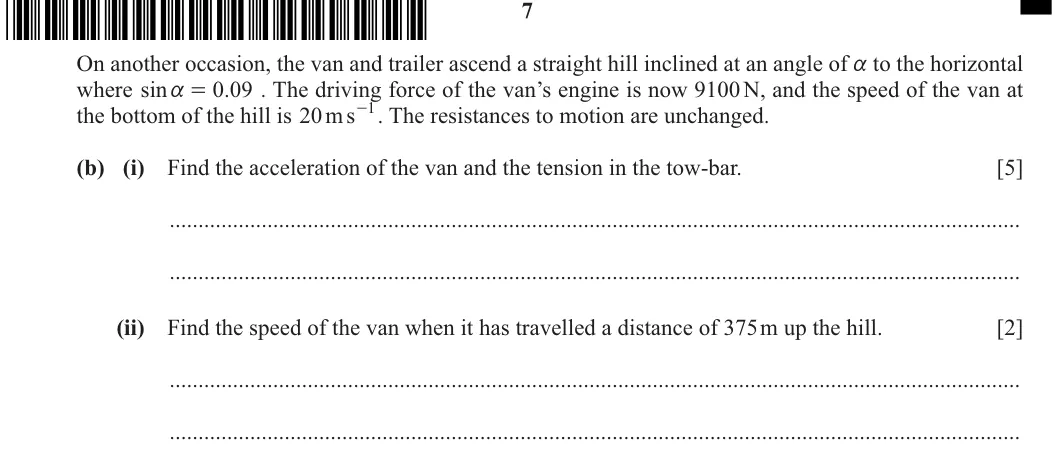 7
On another occasion, the van and trailer ascend a straight hill inclined at an angle of α to the horizontal
where sin α = 0.09 . The driving force of the van's engine is now 9100 N, and the speed of the van at
the bottom of the hill is 20 m s⁻¹. The resistances to motion are unchanged.
(b) (i) Find the acceleration of the van and the tension in the tow-bar. [5]
(ii) Find the speed of the van when it has travelled a distance of 375 m up the hill. [2]